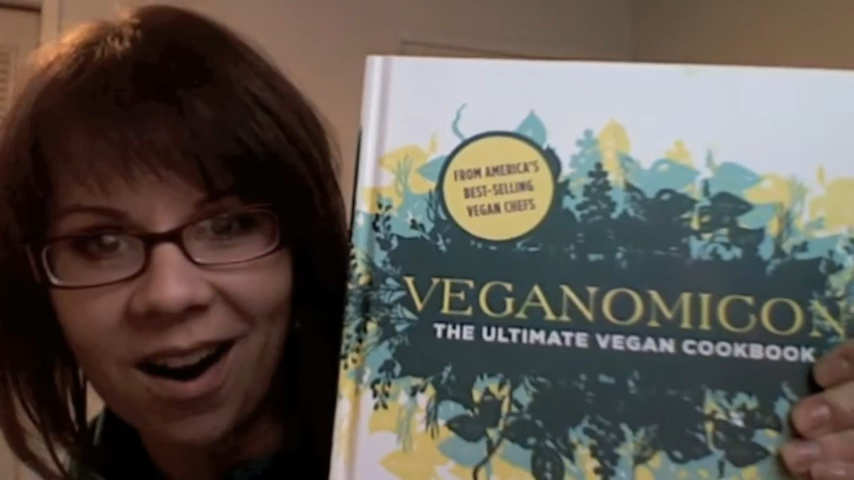 FROM AMERICA'S
BEST-SELLING
VEGAN CHEFS
VEGANOMICON
THE ULTIMATE VEGAN COOKBOOK